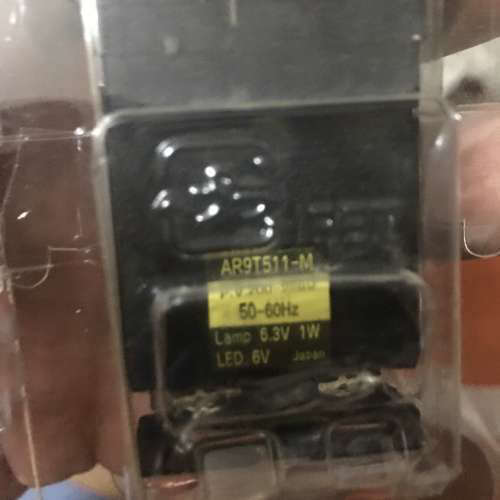 AR9T511-M
50-60Hz
Lamp 6.3V 1W
LED 6V Japan